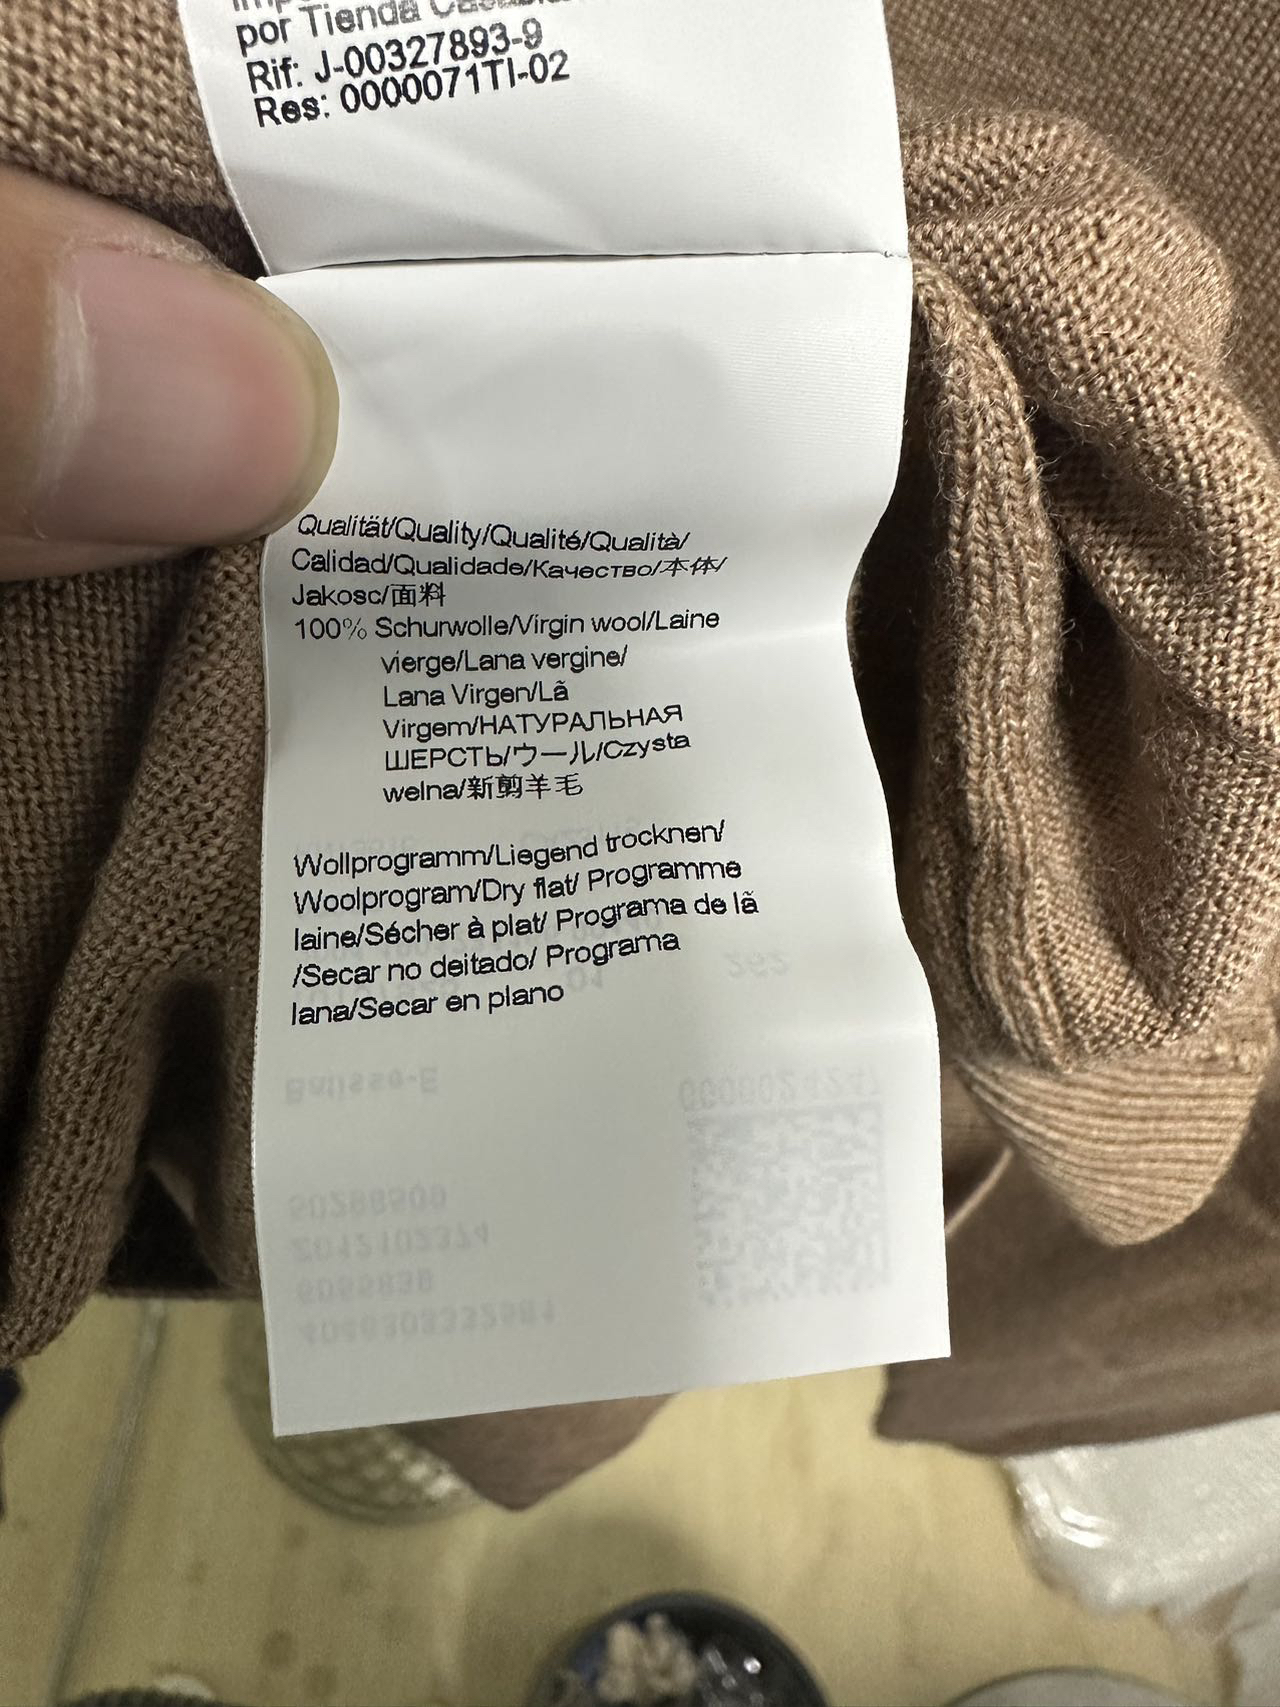 por Tienda
Rif: J-00327893-9
Res: 0000071TI-02
Qualität/Quality/Qualité/Qualità/
Calidad/Qualidade/Качество/本体/
Jakosc/面料
100% Schurwolle/Virgin wool/Laine
vierge/Lana vergine/
Lana Virgen/Lã
Virgem/НАТУРАЛЬНАЯ
ШЕРСТЬ/ウール/Czysta
welna/新剪羊毛
Wollprogramm/Liegend trocknen/
Woolprogram/Dry flat/ Programme
laine/Sécher à plat/ Programa de lã
/Secar no deitado/ Programa
lana/Secar en plano